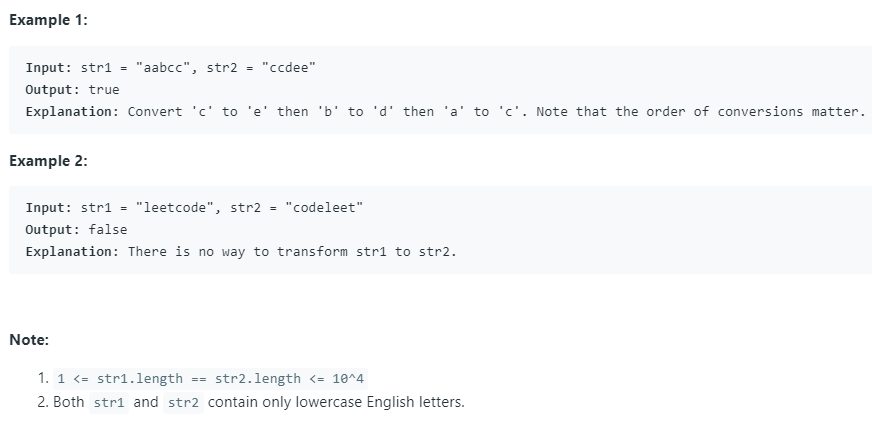 Example 1:
Input: str1 = "aabcc", str2 = "ccdee"
Output: true
Explanation: Convert 'c' to 'e' then 'b' to 'd' then 'a' to 'c'. Note that the order of conversions matter.
Example 2:
Input: str1 = "leetcode", str2 = "codeleet"
Output: false
Explanation: There is no way to transform str1 to str2.
Note:
1. 1 <= str1.length == str2.length <= 10^4
2. Both str1 and str2 contain only lowercase English letters.